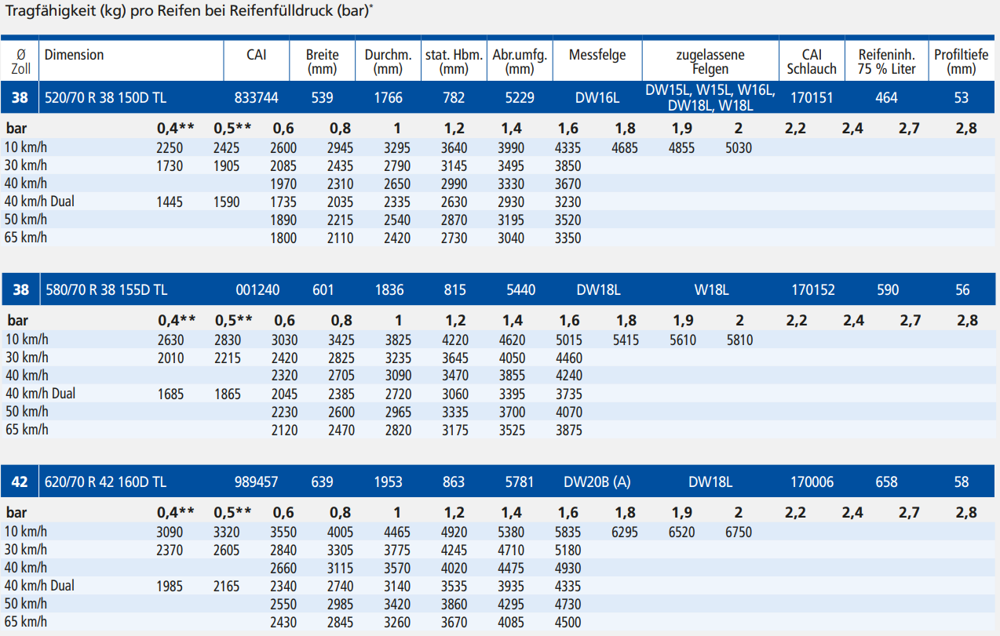 Tragfähigkeit (kg) pro Reifen bei Reifenfülldruck (bar)*
Ø Zoll Dimension CAI Breite (mm) Durchm. (mm) stat. Hbm. (mm) Abr.umfg. (mm) Messfelge zugelassene Felgen CAI Schlauch Reifeninh. 75 % Liter Profiltiefe (mm)
38 520/70 R 38 150D TL 833744 539 1766 782 5229 DW16L DW15L, W15L, W16L, DW18L, W18L 170151 464 53
bar 0,4** 0,5** 0,6 0,8 1 1,2 1,4 1,6 1,8 1,9 2 2,2 2,4 2,7 2,8
10 km/h 2250 2425 2600 2945 3295 3640 3990 4335 4685 4855 5030
30 km/h 1730 1905 2085 2435 2790 3145 3495 3850
40 km/h 1970 2310 2650 2990 3330 3670
40 km/h Dual 1445 1590 1735 2035 2335 2630 2930 3230
50 km/h 1890 2215 2540 2870 3195 3520
65 km/h 1800 2110 2420 2730 3040 3350
38 580/70 R 38 155D TL 001240 601 1836 815 5440 DW18L W18L 170152 590 56
bar 0,4** 0,5** 0,6 0,8 1 1,2 1,4 1,6 1,8 1,9 2 2,2 2,4 2,7 2,8
10 km/h 2630 2830 3030 3425 3825 4220 4620 5015 5415 5610 5810
30 km/h 2010 2215 2420 2825 3235 3645 4050 4460
40 km/h 2320 2705 3090 3470 3855 4240
40 km/h Dual 1685 1865 2045 2385 2720 3060 3395 3735
50 km/h 2230 2600 2965 3335 3700 4070
65 km/h 2120 2470 2820 3175 3525 3875
42 620/70 R 42 160D TL 989457 639 1953 863 5781 DW20B (A) DW18L 170006 658 58
bar 0,4** 0,5** 0,6 0,8 1 1,2 1,4 1,6 1,8 1,9 2 2,2 2,4 2,7 2,8
10 km/h 3090 3320 3550 4005 4465 4920 5380 5835 6295 6520 6750
30 km/h 2370 2605 2840 3305 3775 4245 4710 5180
40 km/h 2660 3115 3570 4020 4475 4930
40 km/h Dual 1985 2165 2340 2740 3140 3535 3935 4335
50 km/h 2550 2985 3420 3860 4295 4730
65 km/h 2430 2845 3260 3670 4085 4500